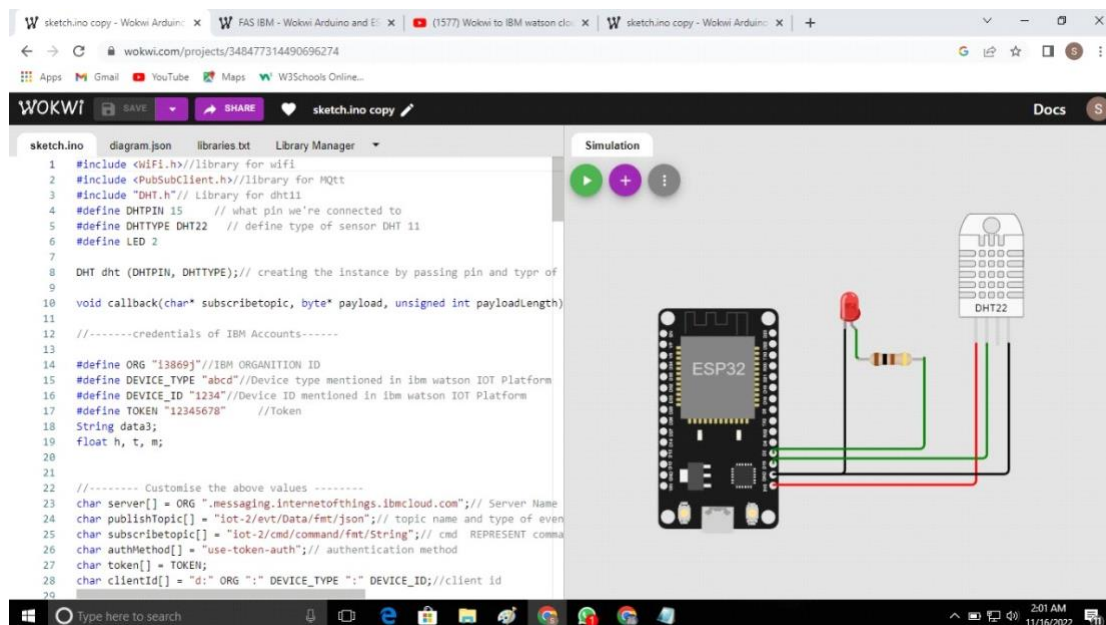 sketch.ino copy - Wokwi Arduino
FAS IBM - Wokwi Arduino and ES
(1577) Wokwi to IBM watson clo
sketch.ino copy - Wokwi Arduino
wokwi.com/projects/348477314490696274
Apps Gmail YouTube Maps W3Schools Online...
WOKWI SAVE SHARE sketch.ino copy Docs S
sketch.ino diagram.json libraries.txt Library Manager Simulation
1 #include <WiFi.h>//library for wifi
2 #include <PubSubClient.h>//library for MQtt
3 #include "DHT.h"// Library for dht11
4 #define DHTPIN 15 // what pin we're connected to
5 #define DHTTYPE DHT22 // define type of sensor DHT 11
6 #define LED 2
7
8 DHT dht (DHTPIN, DHTTYPE);// creating the instance by passing pin and typr of
9
10 void callback(char* subscribetopic, byte* payload, unsigned int payloadLength)
11
12 //-------credentials of IBM Accounts------
13
14 #define ORG "i3869j"//IBM ORGANITION ID
15 #define DEVICE_TYPE "abcd"//Device type mentioned in ibm watson IOT Platform
16 #define DEVICE_ID "1234"//Device ID mentioned in ibm watson IOT Platform
17 #define TOKEN "12345678" //Token
18 String data3;
19 float h, t, m;
20
21
22 //-------- Customise the above values --------
23 char server[] = ORG ".messaging.internetofthings.ibmcloud.com";// Server Name
24 char publishTopic[] = "iot-2/evt/Data/fmt/json";// topic name and type of even
25 char subscribetopic[] = "iot-2/cmd/command/fmt/String";// cmd REPRESENT comma
26 char authMethod[] = "use-token-auth";// authentication method
27 char token[] = TOKEN;
28 char clientId[] = "d:" ORG ":" DEVICE_TYPE ":" DEVICE_ID;//client id
29
ESP32
DHT22
Type here to search
2:01 AM
11/16/2022